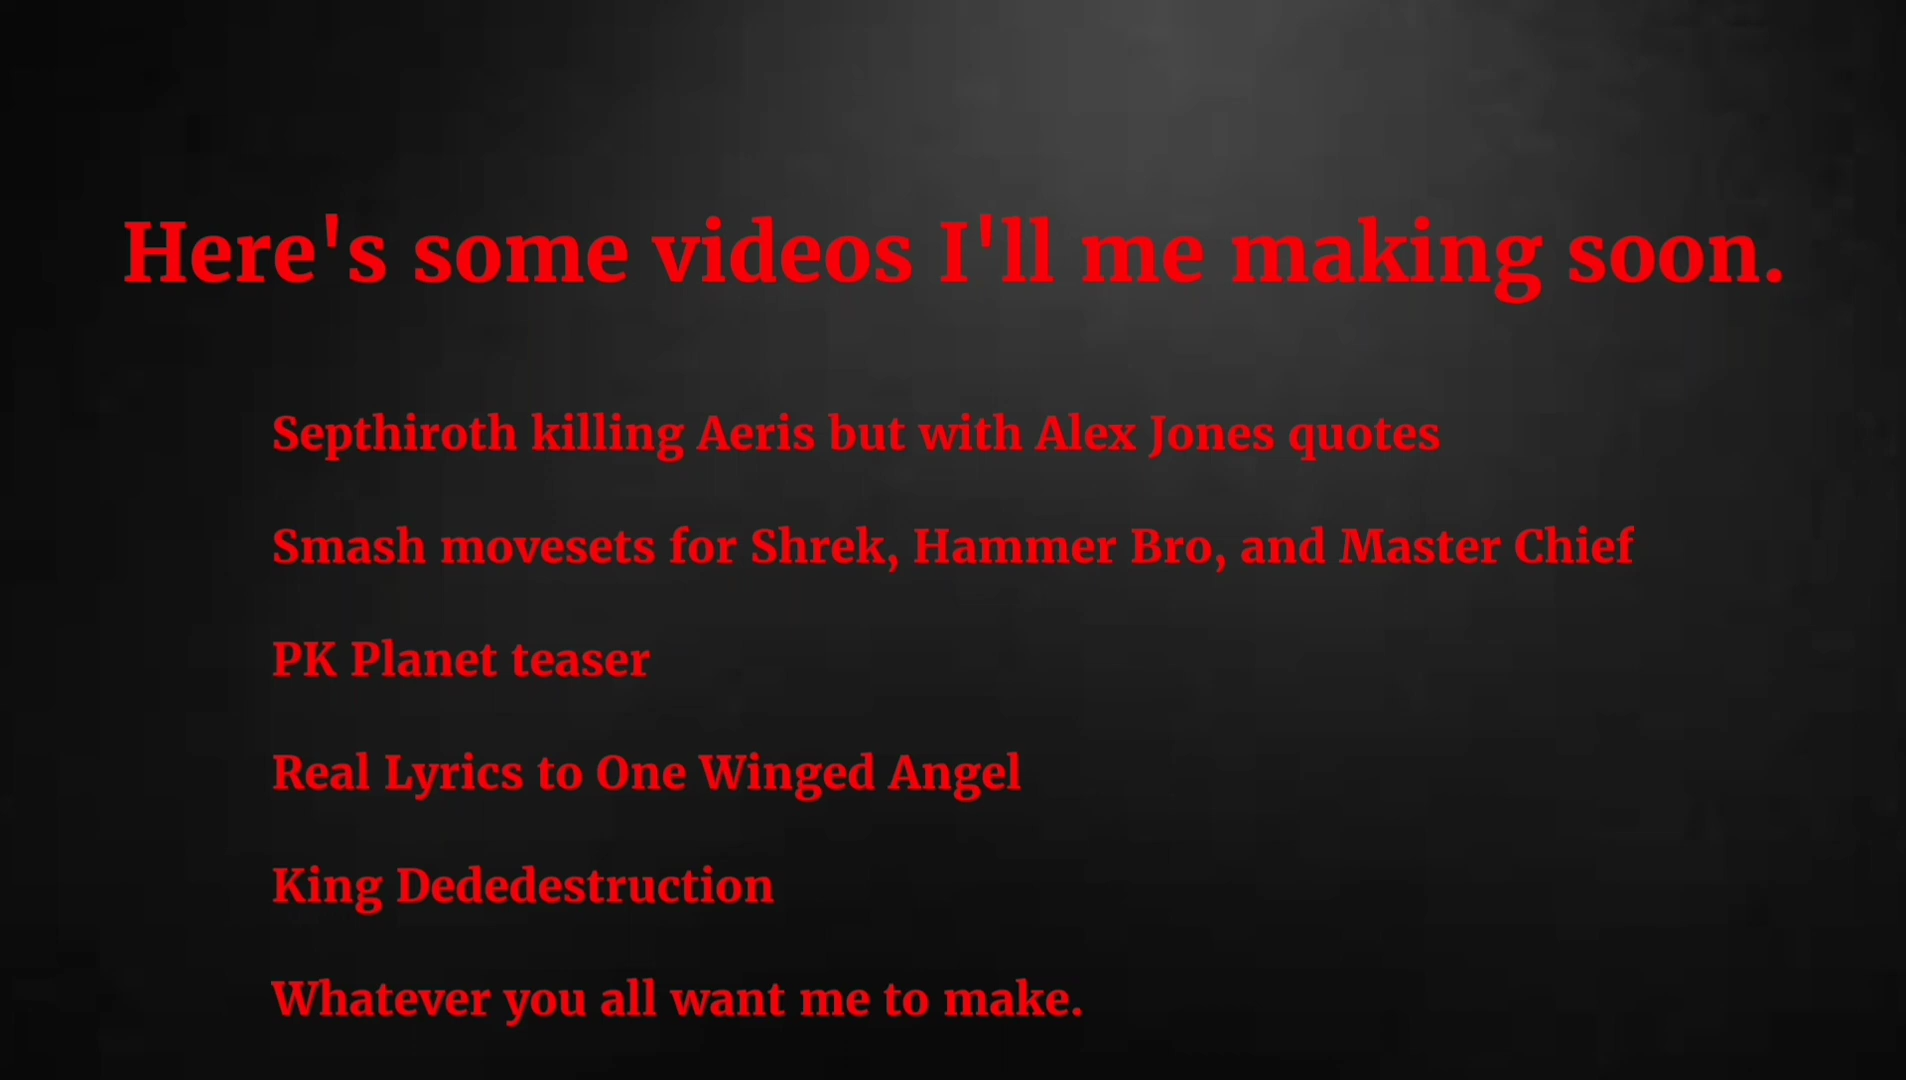 Here's some videos I'll me making soon.
Septhiroth killing Aeris but with Alex Jones quotes
Smash movesets for Shrek, Hammer Bro, and Master Chief
PK Planet teaser
Real Lyrics to One Winged Angel
King Dededestruction
Whatever you all want me to make.